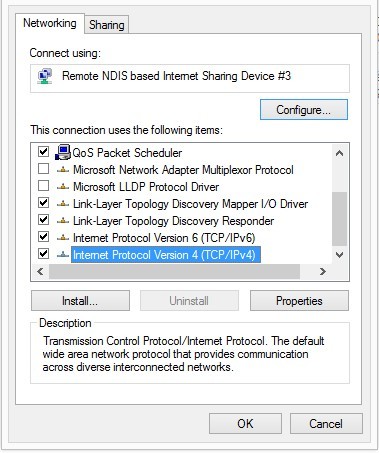 Networking Sharing
Connect using:
Remote NDIS based Internet Sharing Device #3
Configure...
This connection uses the following items:
QoS Packet Scheduler
Microsoft Network Adapter Multiplexor Protocol
Microsoft LLDP Protocol Driver
Link-Layer Topology Discovery Mapper I/O Driver
Link-Layer Topology Discovery Responder
Internet Protocol Version 6 (TCP/IPv6)
Internet Protocol Version 4 (TCP/IPv4)
Install... Uninstall Properties
Description
Transmission Control Protocol/Internet Protocol. The default
wide area network protocol that provides communication
across diverse interconnected networks.
OK Cancel